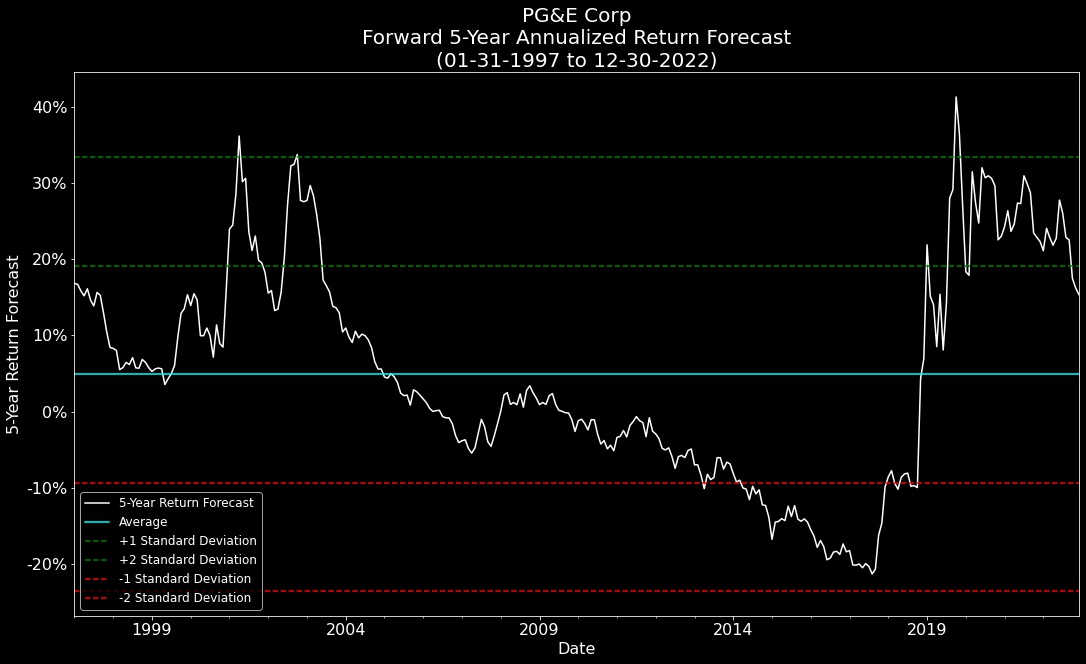 PG&E Corp
Forward 5-Year Annualized Return Forecast
(01-31-1997 to 12-30-2022)
5-Year Return Forecast
40%
30%
20%
10%
0%
-10%
-20%
5-Year Return Forecast
Average
+1 Standard Deviation
+2 Standard Deviation
-1 Standard Deviation
-2 Standard Deviation
1999
2004
2009
2014
2019
Date